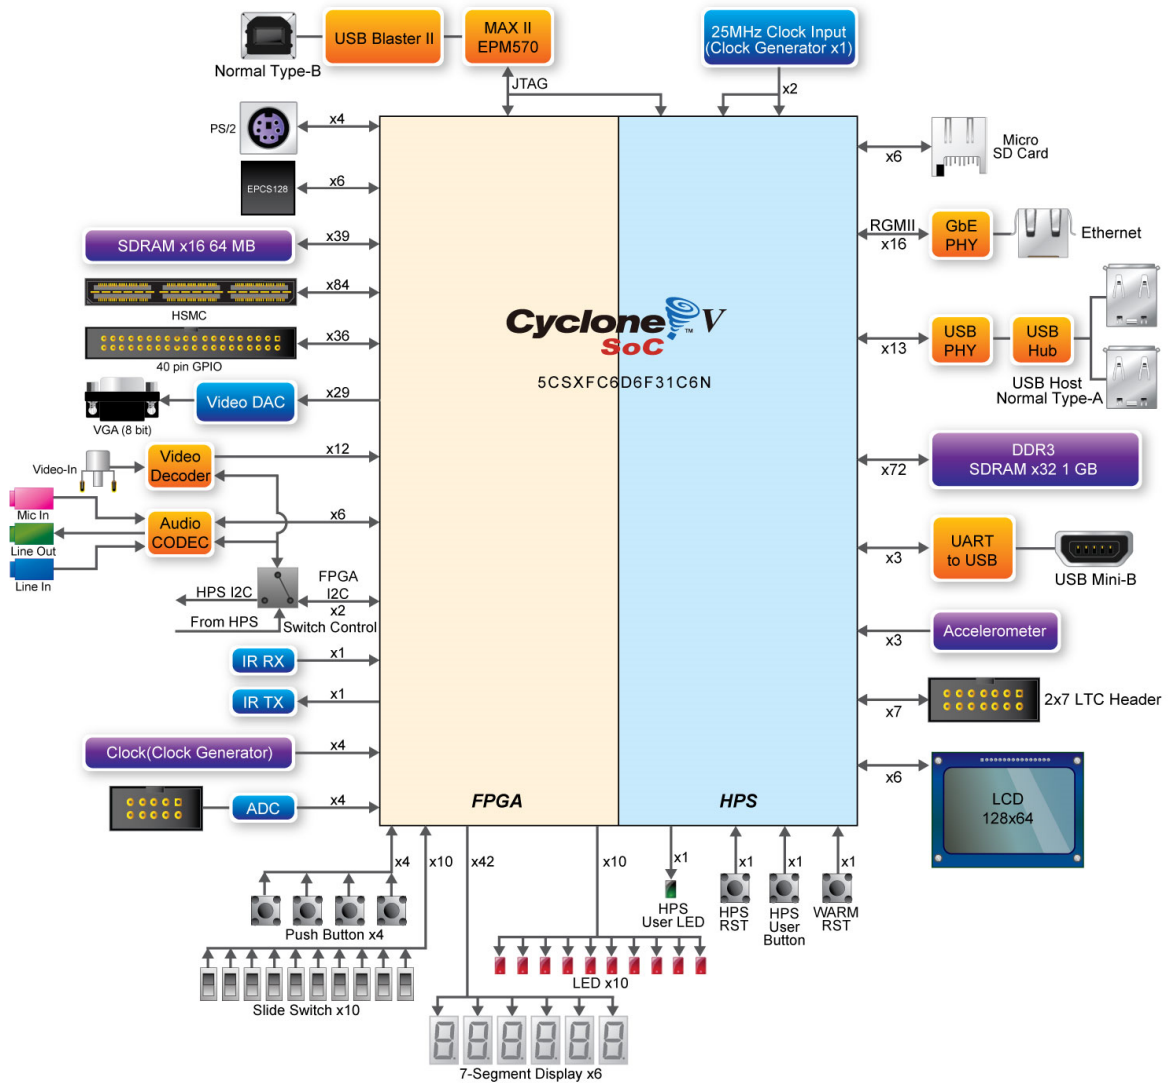 USB Blaster II
MAX II
EPM570
25MHz Clock Input
(Clock Generator x1)
Normal Type-B
JTAG
x2
PS/2
x4
EPCS128
x6
SDRAM x16 64 MB
x39
HSMC
x84
40 pin GPIO
x36
Video DAC
x29
VGA (8 bit)
Video-In
Video
Decoder
x12
Mic In
Line Out
Line In
Audio
CODEC
x6
HPS I2C
From HPS
FPGA
I2C
x2
Switch Control
IR RX
x1
IR TX
x1
Clock(Clock Generator)
x4
ADC
x4
Cyclone V
TM
SoC
5CSXFC6D6F31C6N
FPGA
HPS
x6
Micro
SD Card
RGMII
x16
GbE
PHY
Ethernet
x13
USB
PHY
USB
Hub
USB Host
Normal Type-A
x72
DDR3
SDRAM x32 1 GB
x3
UART
to USB
USB Mini-B
x3
Accelerometer
x7
2x7 LTC Header
x6
LCD
128x64
x4
x10
x42
x10
x1
x1
x1
x1
Push Button x4
Slide Switch x10
7-Segment Display x6
LED x10
HPS
User LED
HPS
RST
HPS
User
Button
WARM
RST